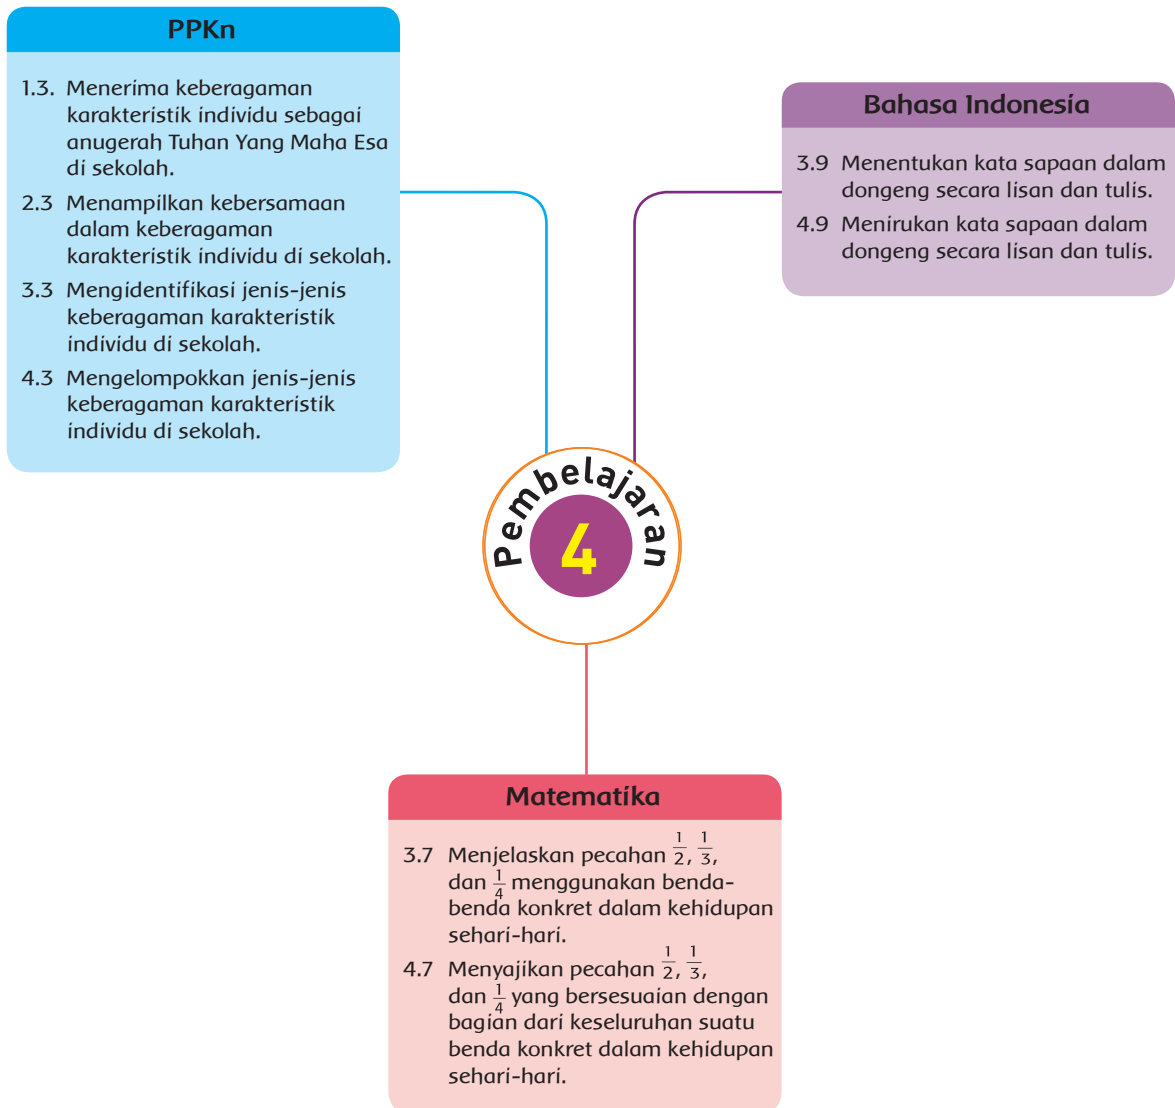 PPKn
1.3. Menerima keberagaman
karakteristik individu sebagai
anugerah Tuhan Yang Maha Esa
di sekolah.
2.3 Menampilkan kebersamaan
dalam keberagaman
karakteristik individu di sekolah.
3.3 Mengidentifikasi jenis-jenis
keberagaman karakteristik
individu di sekolah.
4.3 Mengelompokkan jenis-jenis
keberagaman karakteristik
individu di sekolah.
Bahasa Indonesia
3.9 Menentukan kata sapaan dalam
dongeng secara lisan dan tulis.
4.9 Menirukan kata sapaan dalam
dongeng secara lisan dan tulis.
Pembelajaran
4
Matematika
3.7 Menjelaskan pecahan 1/2, 1/3,
dan 1/4 menggunakan benda-
benda konkret dalam kehidupan
sehari-hari.
4.7 Menyajikan pecahan 1/2, 1/3,
dan 1/4 yang bersesuaian dengan
bagian dari keseluruhan suatu
benda konkret dalam kehidupan
sehari-hari.